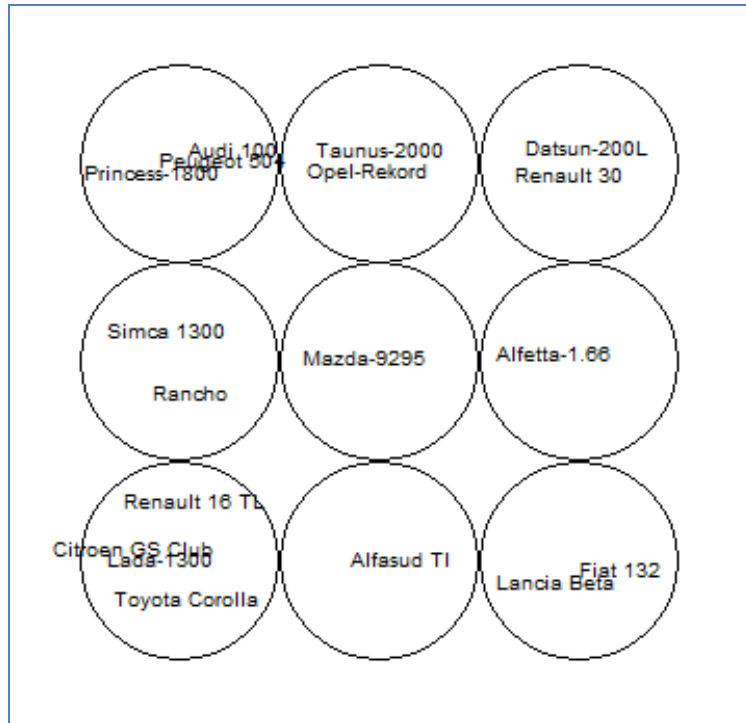 Audi 100
Peugeot 504
Princess-1800
Taunus-2000
Opel-Rekord
Datsun-200L
Renault 30
Simca 1300
Rancho
Mazda-9295
Alfetta-1.66
Renault 16 TL
Citroen GS Club
Lada-1300
Toyota Corolla
Alfasud TI
Fiat 132
Lancia Beta